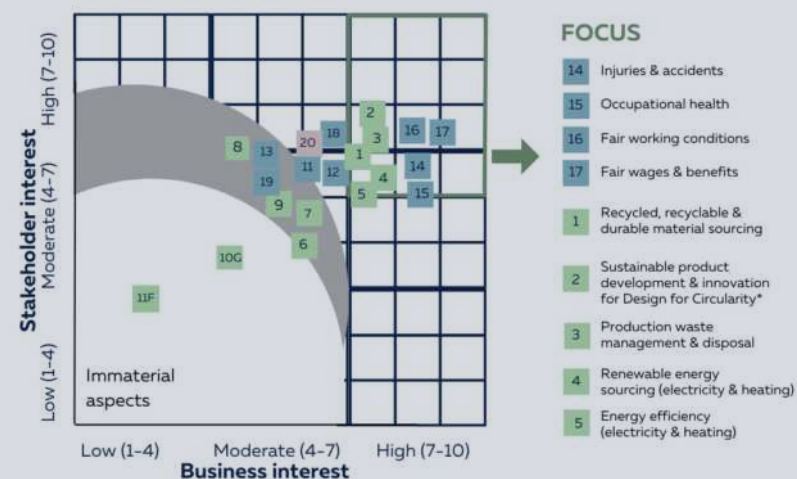 Stakeholder interest
High (7-10)
Moderate (4-7)
Low (1-4)
2
18
16
17
20
3
8
13
1
11
12
14
4
19
5
15
9
7
6
10G
11F
Immaterial
aspects
Low (1-4)
Moderate (4-7)
High (7-10)
Business interest
FOCUS
14 Injuries & accidents
15 Occupational health
16 Fair working conditions
17 Fair wages & benefits
1 Recycled, recyclable &
durable material sourcing
2 Sustainable product
development & innovation
for Design for Circularity*
3 Production waste
management & disposal
4 Renewable energy
sourcing (electricity & heating)
5 Energy efficiency
(electricity & heating)